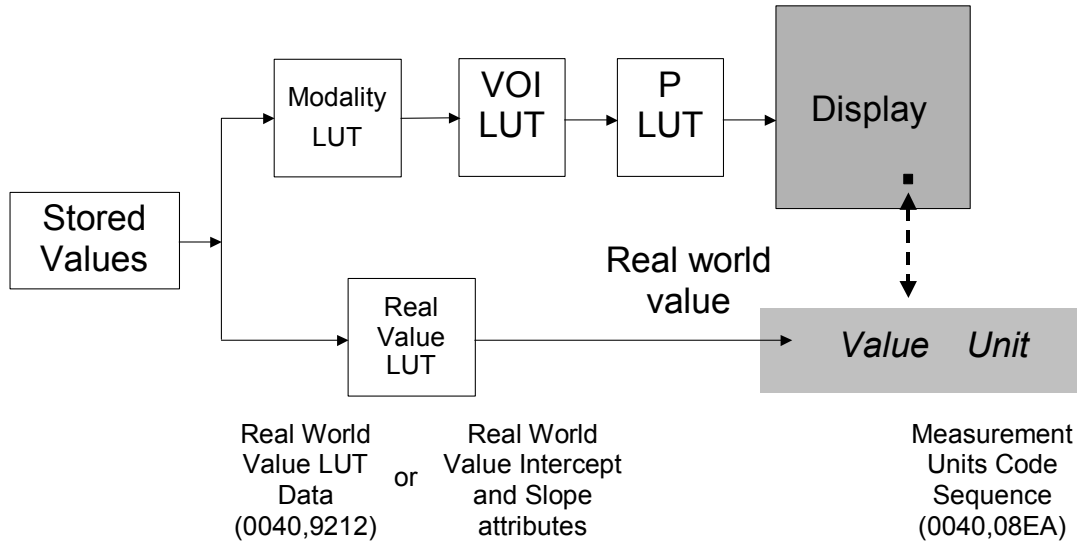 Modality
LUT
VOI
LUT
P
LUT
Display
Stored
Values
Real world
value
Real
Value
LUT
Value Unit
Real World
Value LUT
Data
(0040,9212)
or
Real World
Value Intercept
and Slope
attributes
Measurement
Units Code
Sequence
(0040,08EA)